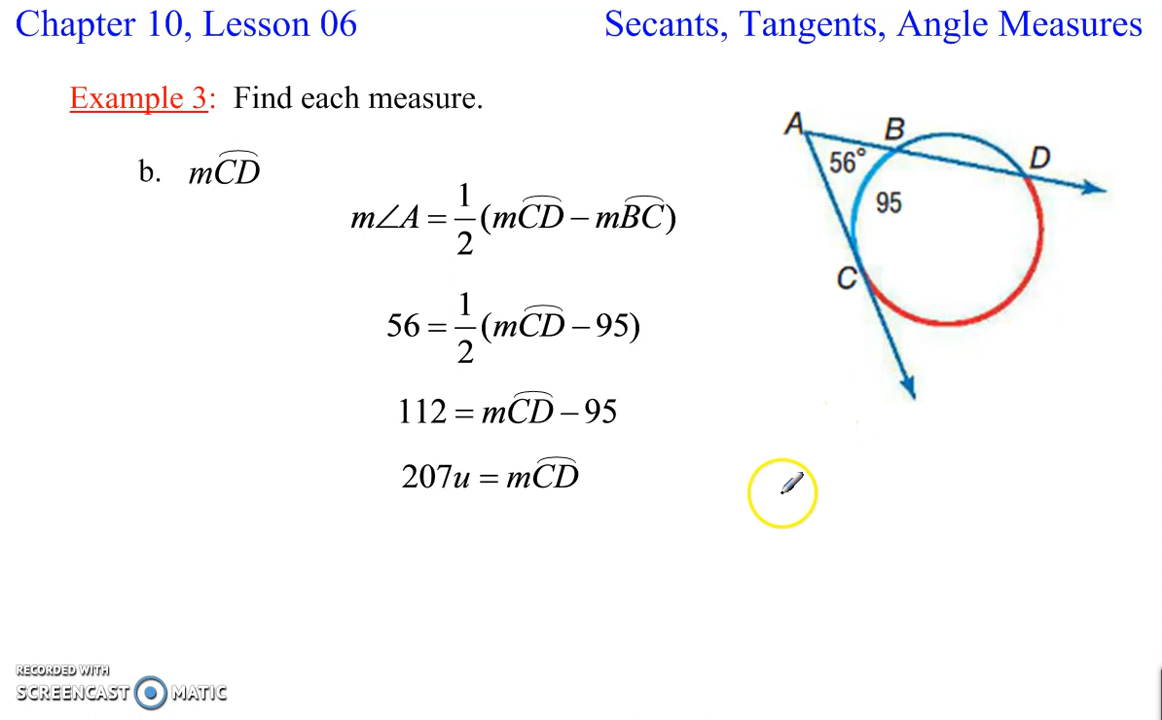 Chapter 10, Lesson 06
Secants, Tangents, Angle Measures
Example 3: Find each measure.
b. mCD͡
m∠A = 1/2 (mCD͡ − mBC͡)
56 = 1/2 (mCD͡ − 95)
112 = mCD͡ − 95
207u = mCD͡
A
B
D
56°
95
C
RECORDED WITH
SCREENCAST MATIC